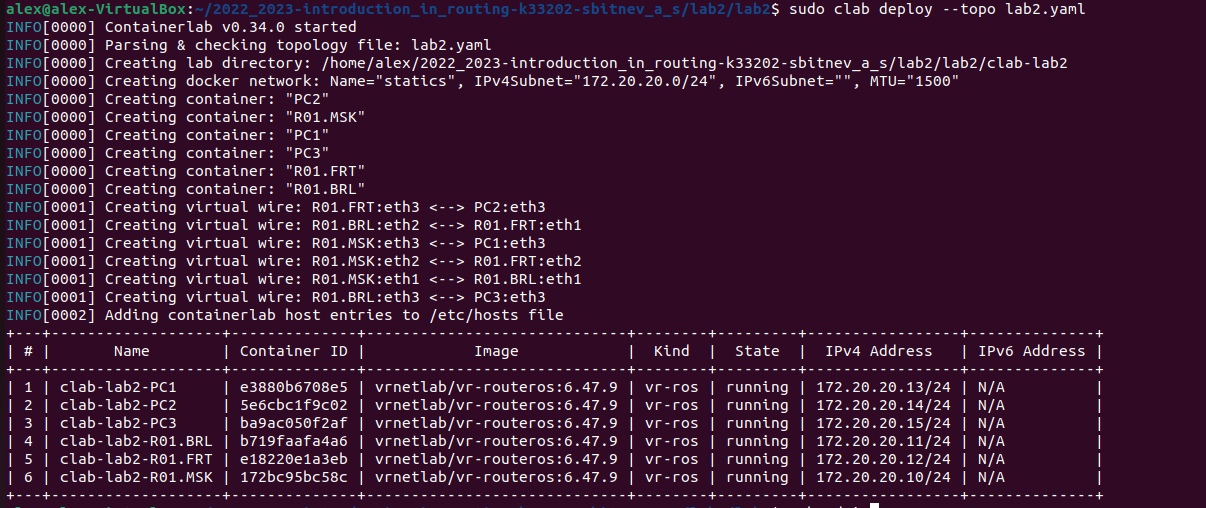 alex@alex-VirtualBox:~/2022_2023-introduction_in_routing-k33202-sbitnev_a_s/lab2/lab2$ sudo clab deploy --topo lab2.yaml
INFO[0000] Containerlab v0.34.0 started
INFO[0000] Parsing & checking topology file: lab2.yaml
INFO[0000] Creating lab directory: /home/alex/2022_2023-introduction_in_routing-k33202-sbitnev_a_s/lab2/lab2/clab-lab2
INFO[0000] Creating docker network: Name="statics", IPv4Subnet="172.20.20.0/24", IPv6Subnet="", MTU="1500"
INFO[0000] Creating container: "PC2"
INFO[0000] Creating container: "R01.MSK"
INFO[0000] Creating container: "PC1"
INFO[0000] Creating container: "PC3"
INFO[0000] Creating container: "R01.FRT"
INFO[0000] Creating container: "R01.BRL"
INFO[0001] Creating virtual wire: R01.FRT:eth3 <--> PC2:eth3
INFO[0001] Creating virtual wire: R01.BRL:eth2 <--> R01.FRT:eth1
INFO[0001] Creating virtual wire: R01.MSK:eth3 <--> PC1:eth3
INFO[0001] Creating virtual wire: R01.MSK:eth2 <--> R01.FRT:eth2
INFO[0001] Creating virtual wire: R01.MSK:eth1 <--> R01.BRL:eth1
INFO[0001] Creating virtual wire: R01.BRL:eth3 <--> PC3:eth3
INFO[0002] Adding containerlab host entries to /etc/hosts file
+---+-------------------+--------------+-----------------------------+--------+---------+-----------------+--------------+
| # |       Name        | Container ID |            Image            |  Kind  |  State  |  IPv4 Address   | IPv6 Address |
+---+-------------------+--------------+-----------------------------+--------+---------+-----------------+--------------+
| 1 | clab-lab2-PC1     | e3880b6708e5 | vrnetlab/vr-routeros:6.47.9 | vr-ros | running | 172.20.20.13/24 | N/A          |
| 2 | clab-lab2-PC2     | 5e6cbc1f9c02 | vrnetlab/vr-routeros:6.47.9 | vr-ros | running | 172.20.20.14/24 | N/A          |
| 3 | clab-lab2-PC3     | ba9ac050f2af | vrnetlab/vr-routeros:6.47.9 | vr-ros | running | 172.20.20.15/24 | N/A          |
| 4 | clab-lab2-R01.BRL | b719faafa4a6 | vrnetlab/vr-routeros:6.47.9 | vr-ros | running | 172.20.20.11/24 | N/A          |
| 5 | clab-lab2-R01.FRT | e18220e1a3eb | vrnetlab/vr-routeros:6.47.9 | vr-ros | running | 172.20.20.12/24 | N/A          |
| 6 | clab-lab2-R01.MSK | 172bc95bc58c | vrnetlab/vr-routeros:6.47.9 | vr-ros | running | 172.20.20.10/24 | N/A          |
+---+-------------------+--------------+-----------------------------+--------+---------+-----------------+--------------+